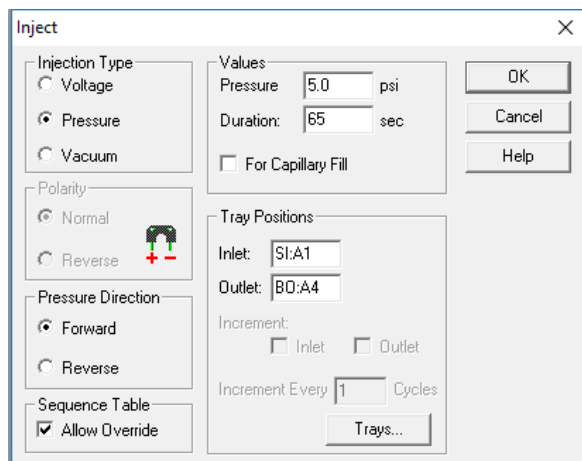 Inject
Injection Type
Voltage
Pressure
Vacuum
Polarity
Normal
Reverse
+ −
Pressure Direction
Forward
Reverse
Sequence Table
Allow Override
Values
Pressure 5.0 psi
Duration: 65 sec
For Capillary Fill
Tray Positions
Inlet: SI:A1
Outlet: BO:A4
Increment:
Inlet Outlet
Increment Every 1 Cycles
Trays...
OK
Cancel
Help